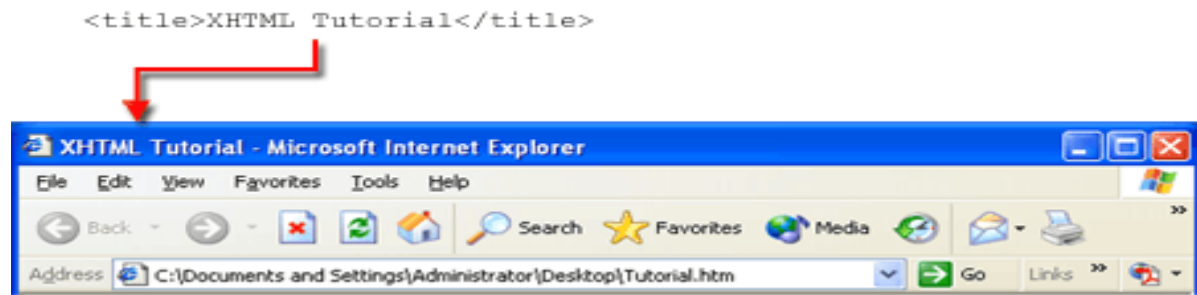 <title>XHTML Tutorial</title>
XHTML Tutorial - Microsoft Internet Explorer
File Edit View Favorites Tools Help
Back Search Favorites Media »
Address C:\Documents and Settings\Administrator\Desktop\Tutorial.htm Go Links »